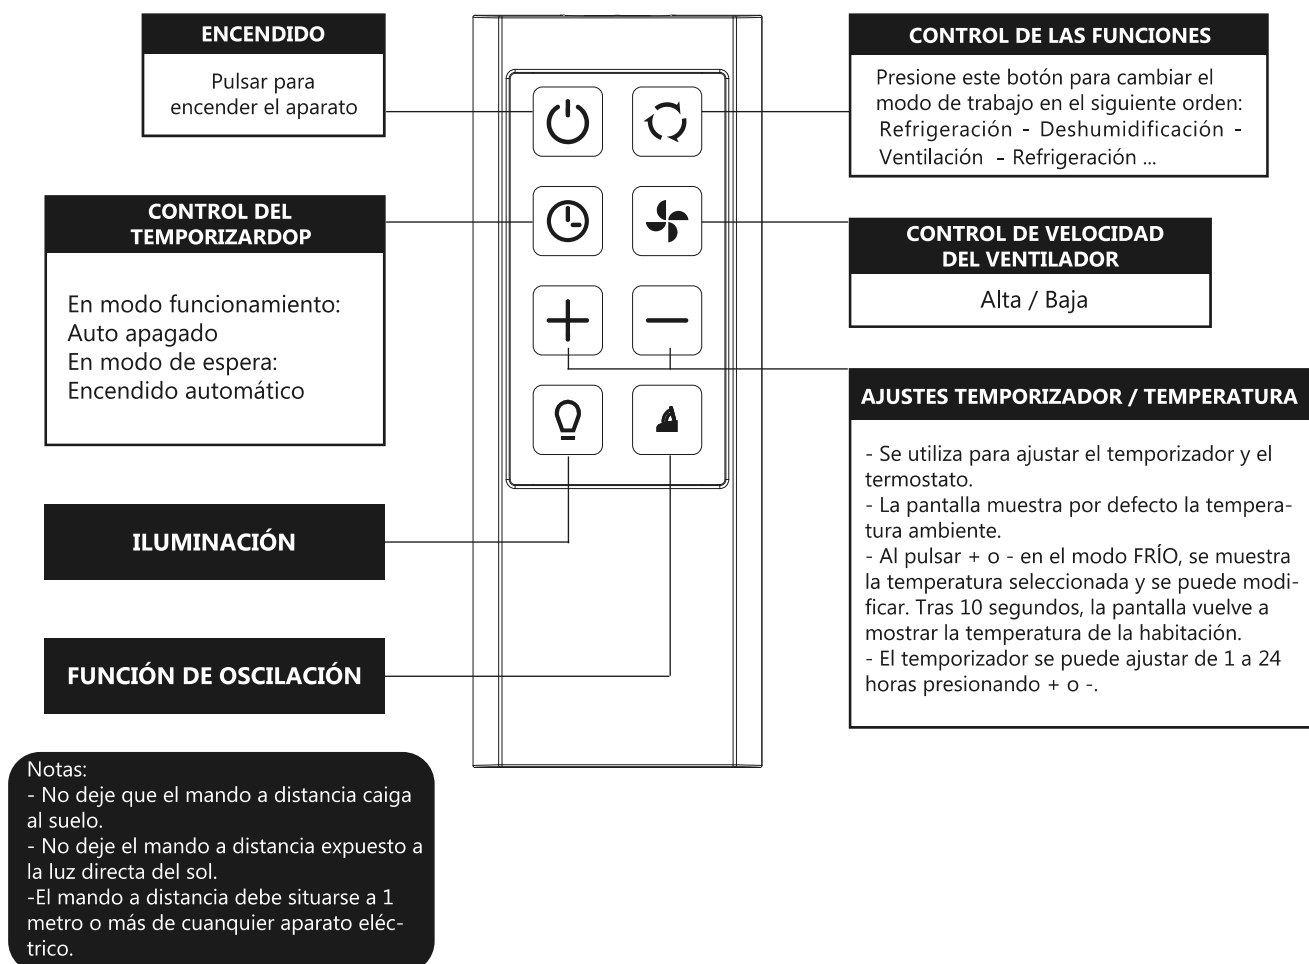 ENCENDIDO
Pulsar para
encender el aparato
CONTROL DE LAS FUNCIONES
Presione este botón para cambiar el
modo de trabajo en el siguiente orden:
Refrigeración - Deshumidificación -
Ventilación - Refrigeración ...
CONTROL DEL
TEMPORIZARDOP
En modo funcionamiento:
Auto apagado
En modo de espera:
Encendido automático
CONTROL DE VELOCIDAD
DEL VENTILADOR
Alta / Baja
AJUSTES TEMPORIZADOR / TEMPERATURA
- Se utiliza para ajustar el temporizador y el
termostato.
- La pantalla muestra por defecto la tempera-
tura ambiente.
- Al pulsar + o - en el modo FRÍO, se muestra
la temperatura seleccionada y se puede modi-
ficar. Tras 10 segundos, la pantalla vuelve a
mostrar la temperatura de la habitación.
- El temporizador se puede ajustar de 1 a 24
horas presionando + o -.
ILUMINACIÓN
FUNCIÓN DE OSCILACIÓN
Notas:
- No deje que el mando a distancia caiga
al suelo.
- No deje el mando a distancia expuesto a
la luz directa del sol.
-El mando a distancia debe situarse a 1
metro o más de cuanquier aparato eléc-
trico.